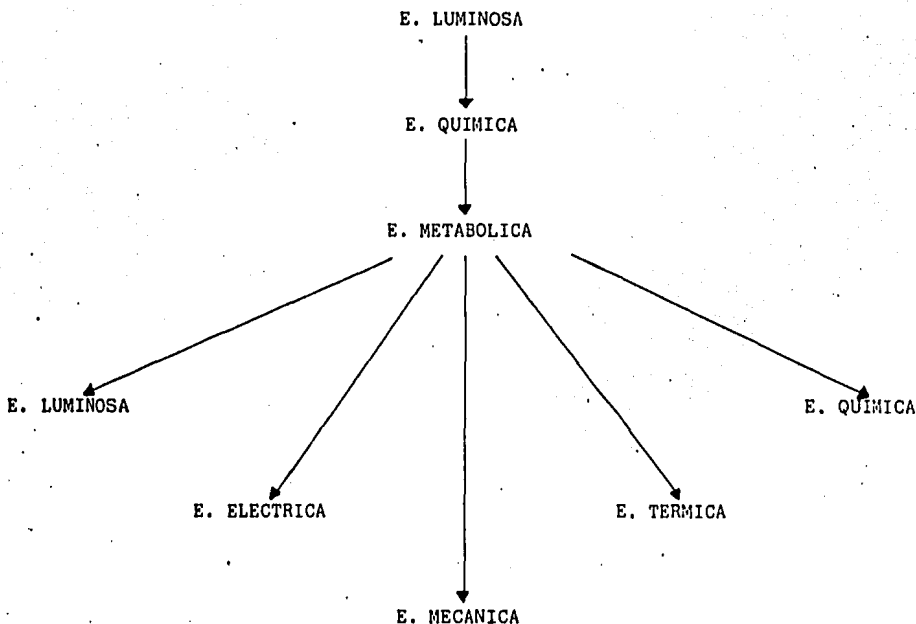 E. LUMINOSA
E. QUIMICA
E. METABOLICA
E. LUMINOSA
E. QUIMICA
E. ELECTRICA
E. TERMICA
E. MECANICA